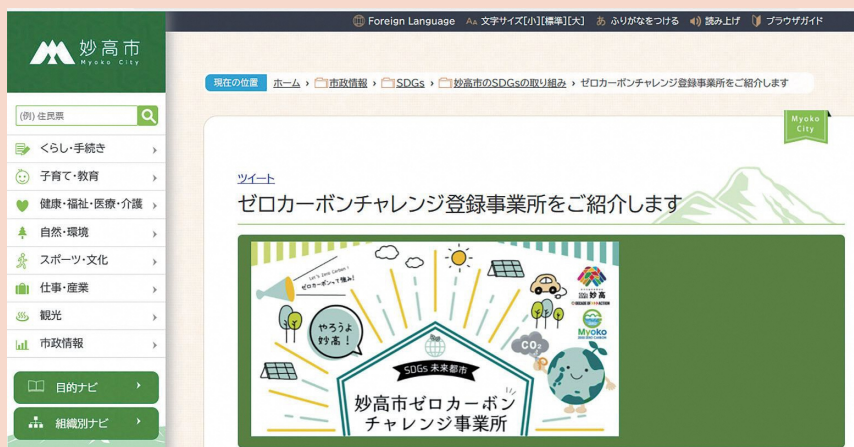 Foreign Language AA 文字サイズ[小][標準][大] あ ふりがなをつける 読み上げ ブラウザガイド
妙高市
Myoko City
現在の位置 ホーム › 市政情報 › SDGs › 妙高市のSDGsの取り組み › ゼロカーボンチャレンジ登録事業所をご紹介します
(例) 住民票
くらし・手続き
子育て・教育
健康・福祉・医療・介護
自然・環境
スポーツ・文化
仕事・産業
観光
市政情報
目的ナビ
組織別ナビ
Myoko
City
ツイート
ゼロカーボンチャレンジ登録事業所をご紹介します
Let's Zero Carbon!
ゼロカーボンって強み!
やろうよ
妙高!
妙高
Myoko
CO₂
SDGs 未来都市
妙高市ゼロカーボン
チャレンジ事業所